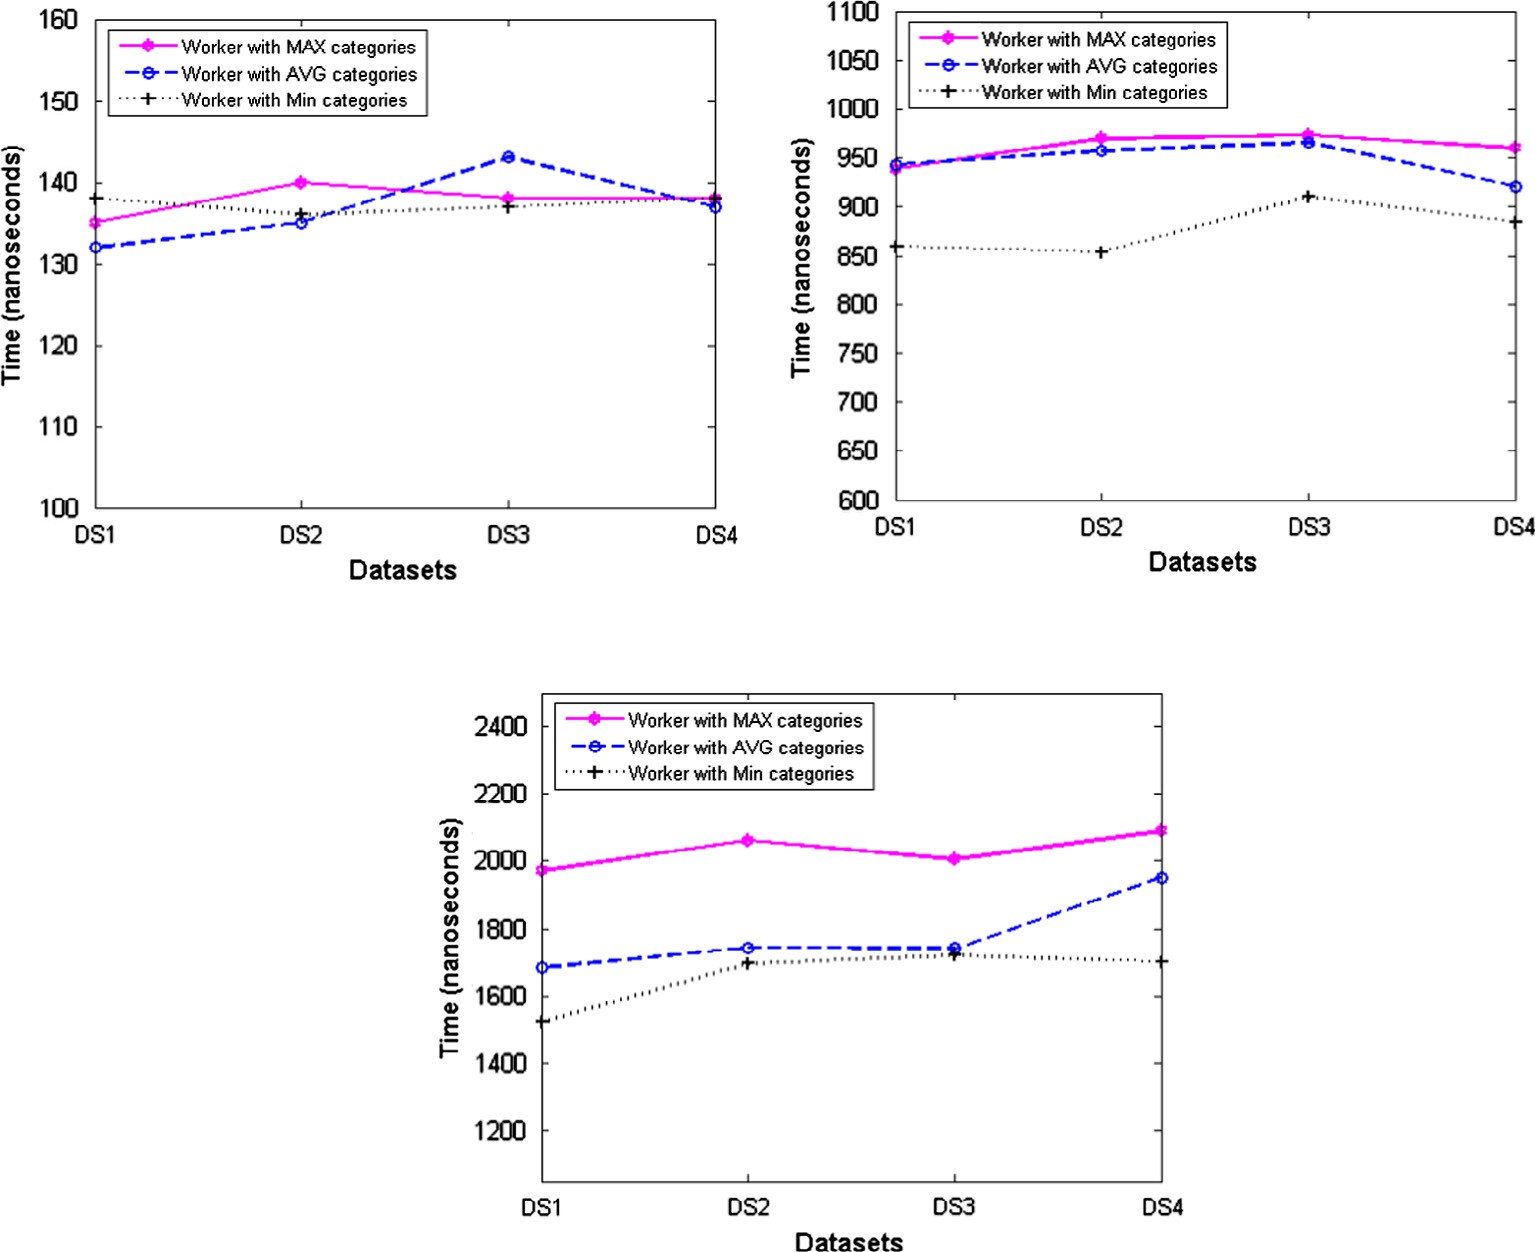 160
150
140
130
120
110
100
Time (nanoseconds)
Worker with MAX categories
Worker with AVG categories
Worker with Min categories
DS1 DS2 DS3 DS4
Datasets
1100
1050
1000
950
900
850
800
750
700
650
600
Time (nanoseconds)
Worker with MAX categories
Worker with AVG categories
Worker with Min categories
DS1 DS2 DS3 DS4
Datasets
2400
2200
2000
1800
1600
1400
1200
Time (nanoseconds)
Worker with MAX categories
Worker with AVG categories
Worker with Min categories
DS1 DS2 DS3 DS4
Datasets